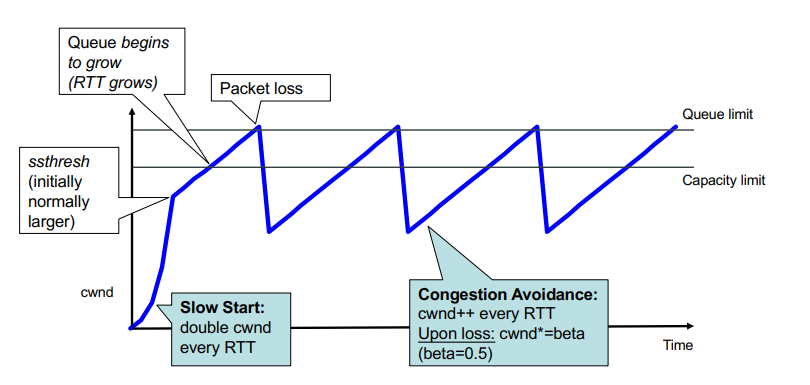 Queue begins
to grow
(RTT grows)
Packet loss
Queue limit
ssthresh
(initially
normally
larger)
Capacity limit
cwnd
Slow Start:
double cwnd
every RTT
Congestion Avoidance:
cwnd++ every RTT
Upon loss: cwnd*=beta
(beta=0.5)
Time